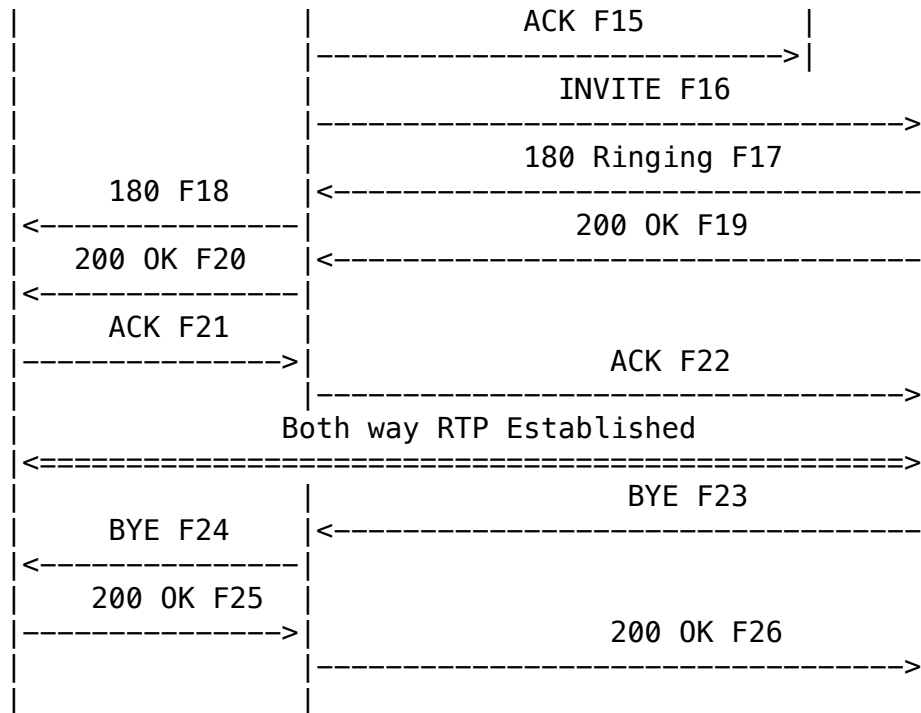 ACK F15
INVITE F16
180 Ringing F17
180 F18
200 OK F19
200 OK F20
ACK F21
ACK F22
Both way RTP Established
BYE F23
BYE F24
200 OK F25
200 OK F26